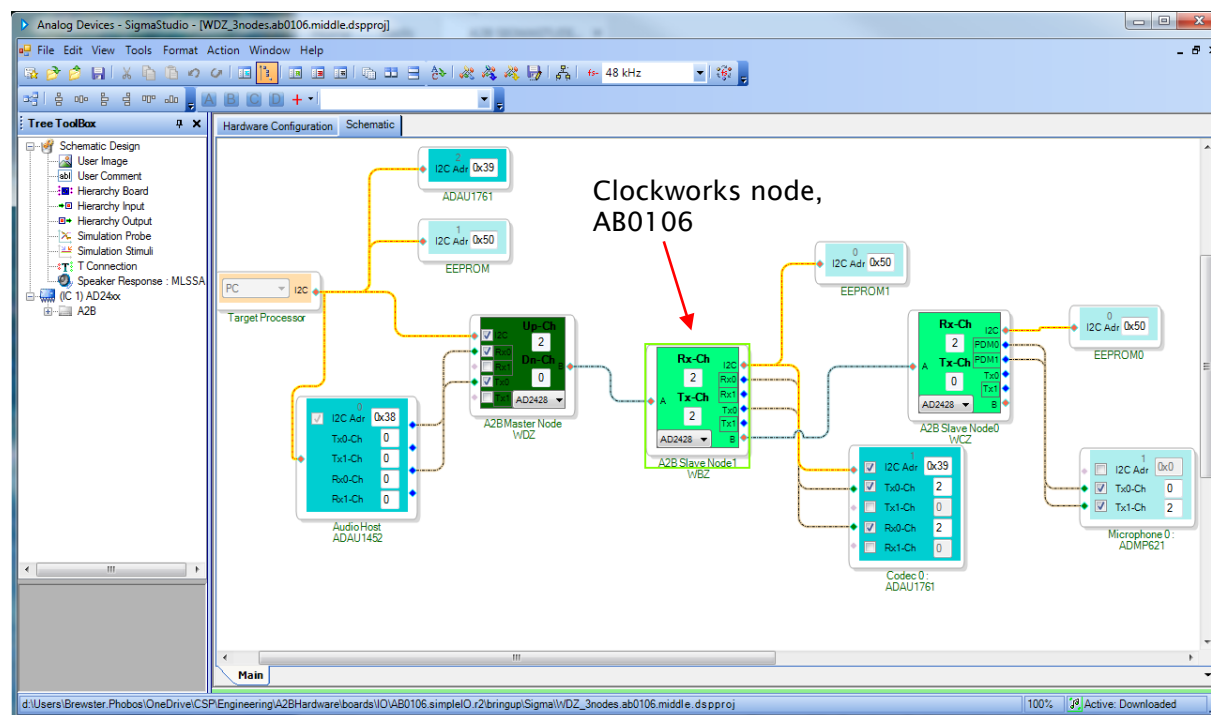 Analog Devices - SigmaStudio - [WDZ_3nodes.ab0106.middle.dspproj]
File Edit View Tools Format Action Window Help
fs- 48 kHz
A B C D
Tree ToolBox
Hardware Configuration Schematic
Schematic Design
User Image
abl User Comment
Hierarchy Board
Hierarchy Input
Hierarchy Output
Simulation Probe
Simulation Stimuli
T T Connection
Speaker Response : MLSSA
(IC 1) AD24xx
A2B
2
I2C Adr 0x39
ADAU1761
1
I2C Adr 0x50
EEPROM
PC I2C
Target Processor
Clockworks node,
AB0106
0
I2C Adr 0x50
EEPROM1
0
I2C Adr 0x50
EEPROM0
I2C Up-Ch
2
Rx0
Rx1 Dn-Ch B
Tx0 0
Tx1 AD2428
A2B Master Node
WDZ
Rx-Ch I2C
2 Rx0
Rx1
A Tx-Ch Tx0
2 Tx1
AD2428 B
A2B Slave Node1
WBZ
Rx-Ch I2C
2 PDM0
A Tx-Ch PDM1
0 Tx0
Tx1
AD2428 B
A2B Slave Node0
WCZ
0
I2C Adr 0x38
Tx0-Ch 0
Tx1-Ch 0
Rx0-Ch 0
Rx1-Ch 0
Audio Host
ADAU1452
1
I2C Adr 0x39
Tx0-Ch 2
Tx1-Ch 0
Rx0-Ch 2
Rx1-Ch 0
Codec 0 :
ADAU1761
1
I2C Adr 0x0
Tx0-Ch 0
Tx1-Ch 2
Microphone 0 :
ADMP621
Main
d:\Users\Brewster.Phobos\OneDrive\CSP\Engineering\A2BHardware\boards\IO\AB0106.simpleIO.r2\bringup\Sigma\WDZ_3nodes.ab0106.middle.dspproj
100% Active: Downloaded